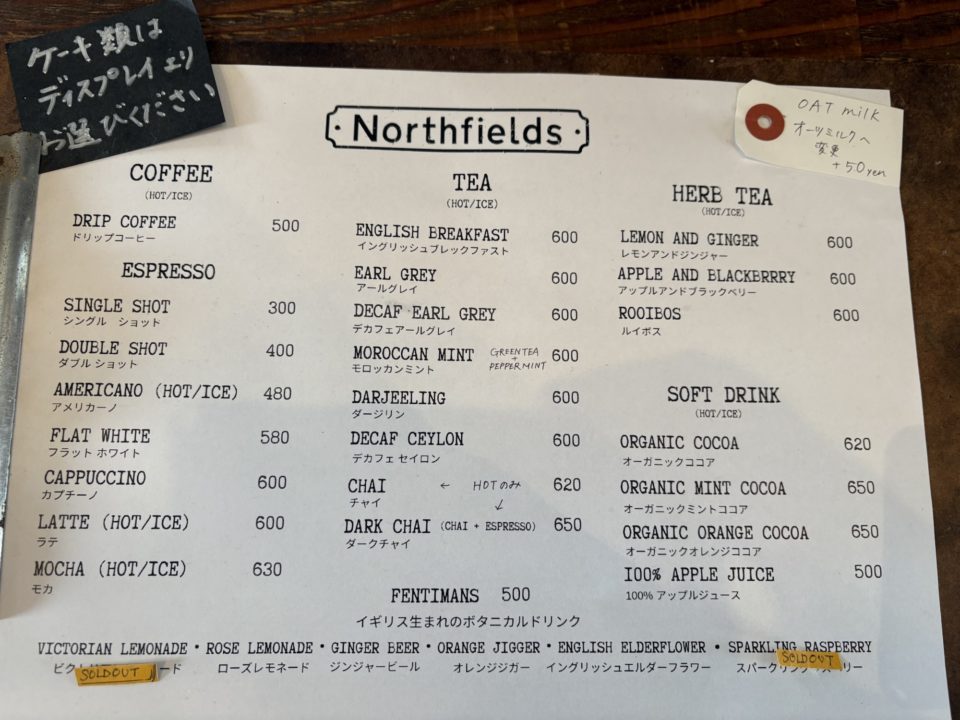 ケーキ類は
ディスプレイより
お選びください
Northfields
OAT milk
オーツミルクへ
変更
+50yen
COFFEE
(HOT/ICE)
DRIP COFFEE 500
ドリップコーヒー
ESPRESSO
SINGLE SHOT 300
シングル ショット
DOUBLE SHOT 400
ダブル ショット
AMERICANO (HOT/ICE) 480
アメリカーノ
FLAT WHITE 580
フラット ホワイト
CAPPUCCINO 600
カプチーノ
LATTE (HOT/ICE) 600
ラテ
MOCHA (HOT/ICE) 630
モカ
TEA
(HOT/ICE)
ENGLISH BREAKFAST 600
イングリッシュブレックファスト
EARL GREY 600
アールグレイ
DECAF EARL GREY 600
デカフェアールグレイ
MOROCCAN MINT GREEN TEA + PEPPERMINT 600
モロッカンミント
DARJEELING 600
ダージリン
DECAF CEYLON 600
デカフェ セイロン
CHAI ← HOTのみ 620
チャイ ↓
DARK CHAI (CHAI + ESPRESSO) 650
ダークチャイ
HERB TEA
(HOT/ICE)
LEMON AND GINGER 600
レモンアンドジンジャー
APPLE AND BLACKBRRRY 600
アップルアンドブラックベリー
ROOIBOS 600
ルイボス
SOFT DRINK
(HOT/ICE)
ORGANIC COCOA 620
オーガニックココア
ORGANIC MINT COCOA 650
オーガニックミントココア
ORGANIC ORANGE COCOA 650
オーガニックオレンジココア
100% APPLE JUICE 500
100% アップルジュース
FENTIMANS 500
イギリス生まれのボタニカルドリンク
VICTORIAN LEMONADE • ROSE LEMONADE • GINGER BEER • ORANGE JIGGER • ENGLISH ELDERFLOWER • SPARKLING RASPBERRY
ローズレモネード ジンジャービール オレンジジガー イングリッシュエルダーフラワー
SOLDOUT SOLDOUT